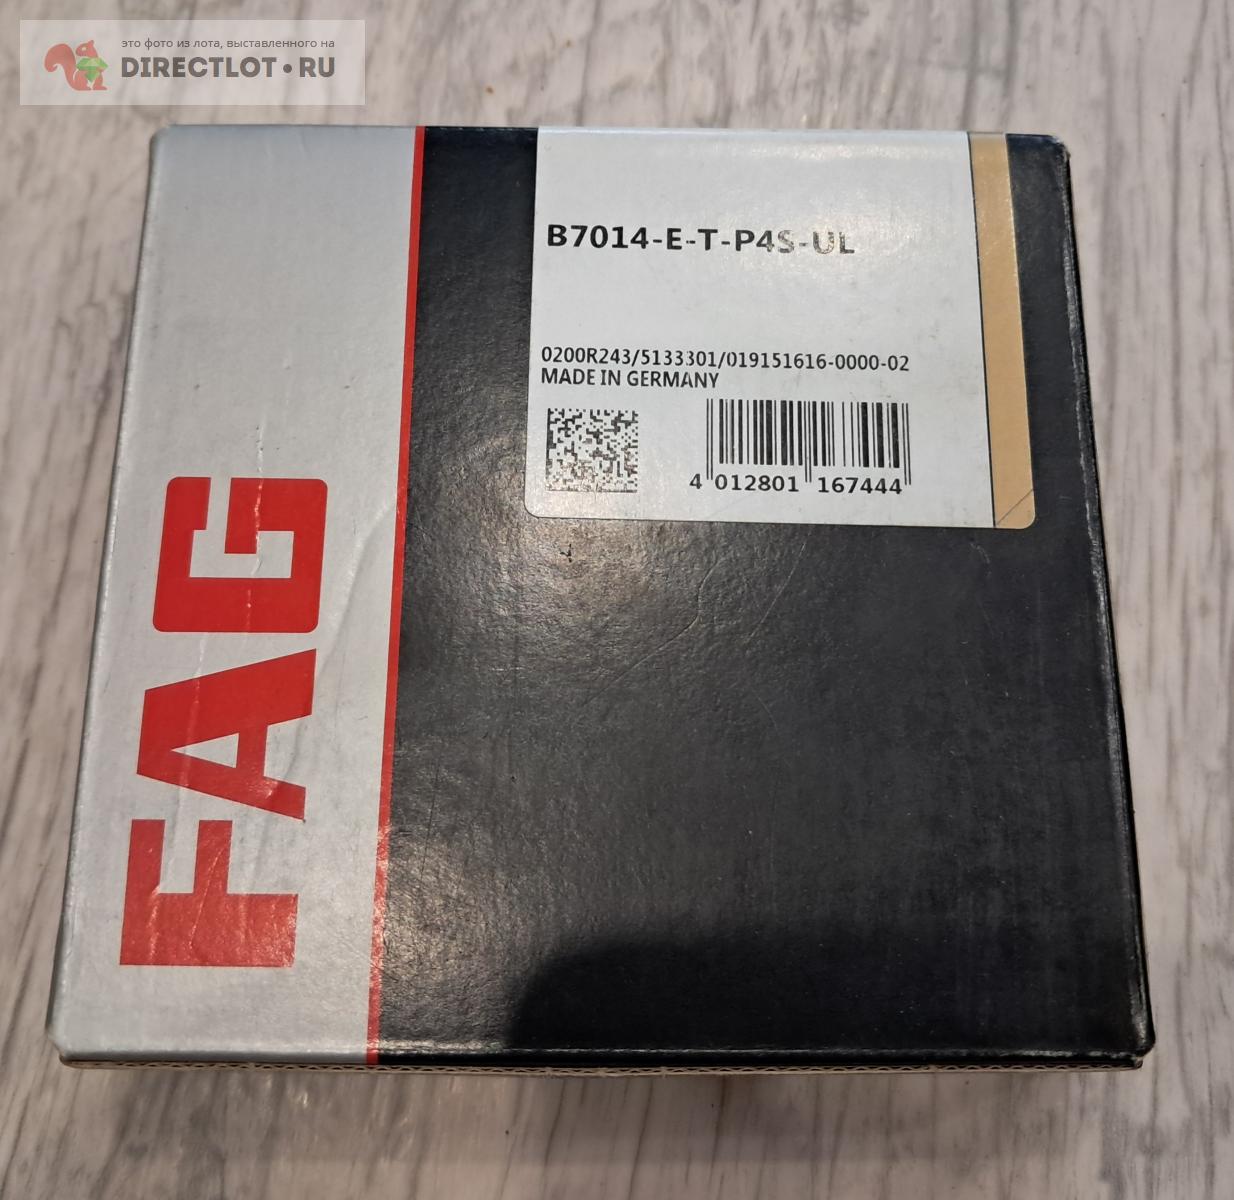 это фото из лота, выставленного на
DIRECTLOT•RU
B7014-E-T-P4S-UL
0200R243/5133301/019151616-0000-02
MADE IN GERMANY
4 012801 167444
FAG